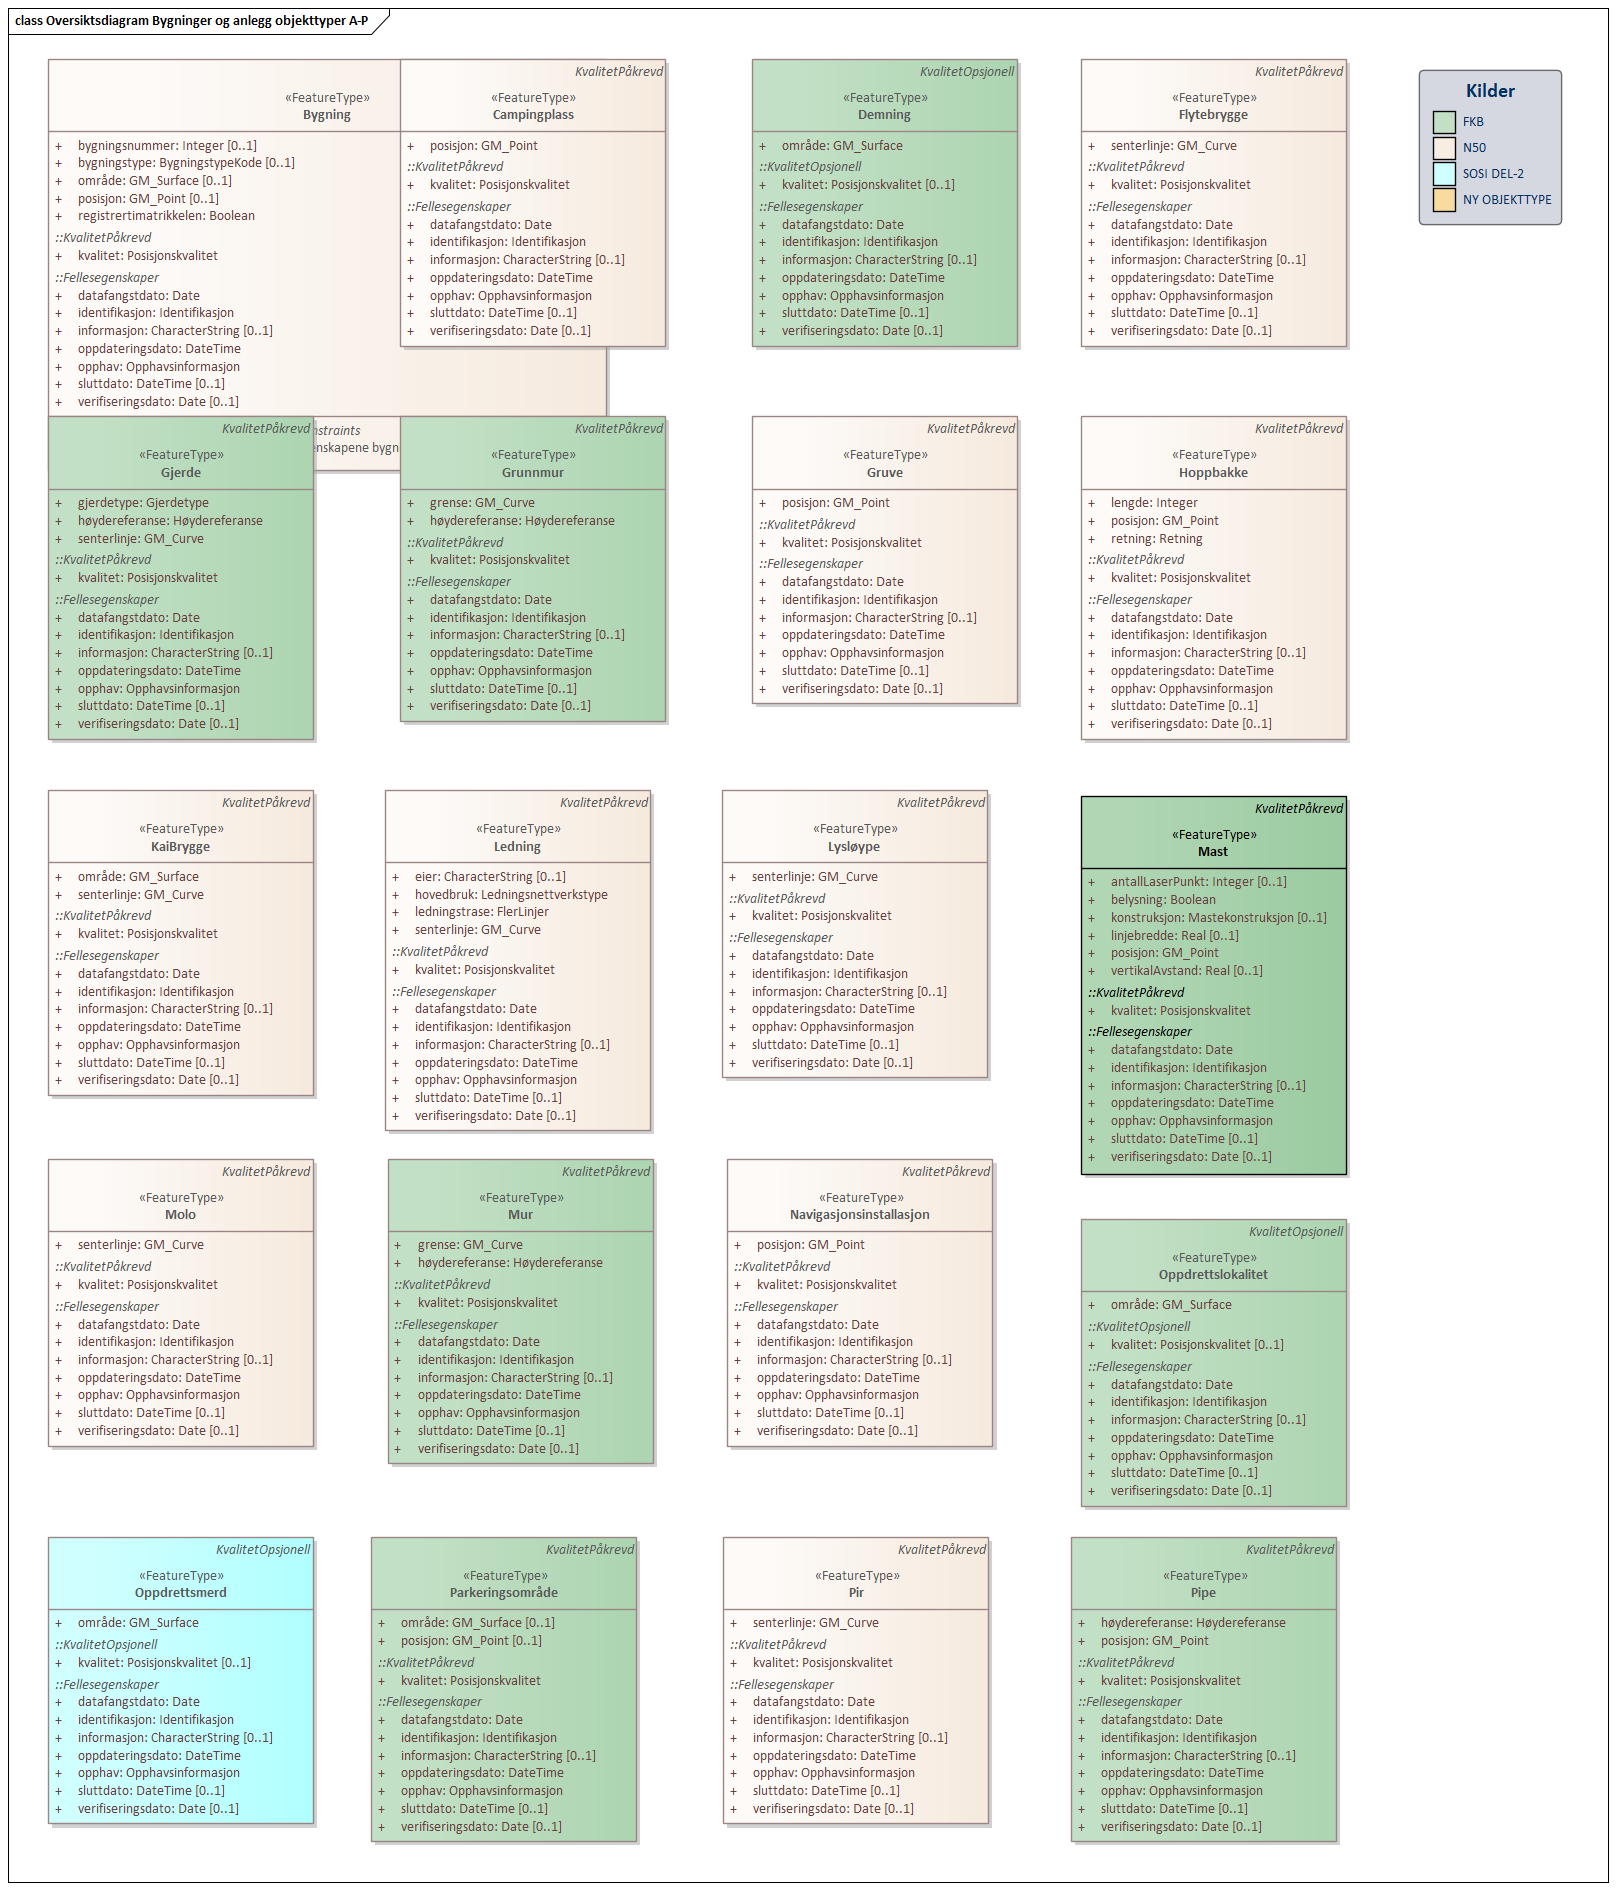 class Oversiktsdiagram Bygninger og anlegg objekttyper A-P
«FeatureType»
Bygning
+ bygningsnummer: Integer [0..1]
+ bygningstype: BygningstypeKode [0..1]
+ område: GM_Surface [0..1]
+ posisjon: GM_Point [0..1]
+ registrertimatrikkelen: Boolean
::KvalitetPåkrevd
+ kvalitet: Posisjonskvalitet
::Fellesegenskaper
+ datafangstdato: Date
+ identifikasjon: Identifikasjon
+ informasjon: CharacterString [0..1]
+ oppdateringsdato: DateTime
+ opphav: Opphavsinformasjon
+ sluttdato: DateTime [0..1]
+ verifiseringsdato: Date [0..1]
nstraints
enskapene bygn
KvalitetPåkrevd
«FeatureType»
Campingplass
+ posisjon: GM_Point
::KvalitetPåkrevd
+ kvalitet: Posisjonskvalitet
::Fellesegenskaper
+ datafangstdato: Date
+ identifikasjon: Identifikasjon
+ informasjon: CharacterString [0..1]
+ oppdateringsdato: DateTime
+ opphav: Opphavsinformasjon
+ sluttdato: DateTime [0..1]
+ verifiseringsdato: Date [0..1]
KvalitetOpsjonell
«FeatureType»
Demning
+ område: GM_Surface
::KvalitetOpsjonell
+ kvalitet: Posisjonskvalitet [0..1]
::Fellesegenskaper
+ datafangstdato: Date
+ identifikasjon: Identifikasjon
+ informasjon: CharacterString [0..1]
+ oppdateringsdato: DateTime
+ opphav: Opphavsinformasjon
+ sluttdato: DateTime [0..1]
+ verifiseringsdato: Date [0..1]
KvalitetPåkrevd
«FeatureType»
Flytebrygge
+ senterlinje: GM_Curve
::KvalitetPåkrevd
+ kvalitet: Posisjonskvalitet
::Fellesegenskaper
+ datafangstdato: Date
+ identifikasjon: Identifikasjon
+ informasjon: CharacterString [0..1]
+ oppdateringsdato: DateTime
+ opphav: Opphavsinformasjon
+ sluttdato: DateTime [0..1]
+ verifiseringsdato: Date [0..1]
Kilder
FKB
N50
SOSI DEL-2
NY OBJEKTTYPE
KvalitetPåkrevd
«FeatureType»
Gjerde
+ gjerdetype: Gjerdetype
+ høydereferanse: Høydereferanse
+ senterlinje: GM_Curve
::KvalitetPåkrevd
+ kvalitet: Posisjonskvalitet
::Fellesegenskaper
+ datafangstdato: Date
+ identifikasjon: Identifikasjon
+ informasjon: CharacterString [0..1]
+ oppdateringsdato: DateTime
+ opphav: Opphavsinformasjon
+ sluttdato: DateTime [0..1]
+ verifiseringsdato: Date [0..1]
KvalitetPåkrevd
«FeatureType»
Grunnmur
+ grense: GM_Curve
+ høydereferanse: Høydereferanse
::KvalitetPåkrevd
+ kvalitet: Posisjonskvalitet
::Fellesegenskaper
+ datafangstdato: Date
+ identifikasjon: Identifikasjon
+ informasjon: CharacterString [0..1]
+ oppdateringsdato: DateTime
+ opphav: Opphavsinformasjon
+ sluttdato: DateTime [0..1]
+ verifiseringsdato: Date [0..1]
KvalitetPåkrevd
«FeatureType»
Gruve
+ posisjon: GM_Point
::KvalitetPåkrevd
+ kvalitet: Posisjonskvalitet
::Fellesegenskaper
+ datafangstdato: Date
+ identifikasjon: Identifikasjon
+ informasjon: CharacterString [0..1]
+ oppdateringsdato: DateTime
+ opphav: Opphavsinformasjon
+ sluttdato: DateTime [0..1]
+ verifiseringsdato: Date [0..1]
KvalitetPåkrevd
«FeatureType»
Hoppbakke
+ lengde: Integer
+ posisjon: GM_Point
+ retning: Retning
::KvalitetPåkrevd
+ kvalitet: Posisjonskvalitet
::Fellesegenskaper
+ datafangstdato: Date
+ identifikasjon: Identifikasjon
+ informasjon: CharacterString [0..1]
+ oppdateringsdato: DateTime
+ opphav: Opphavsinformasjon
+ sluttdato: DateTime [0..1]
+ verifiseringsdato: Date [0..1]
KvalitetPåkrevd
«FeatureType»
KaiBrygge
+ område: GM_Surface
+ senterlinje: GM_Curve
::KvalitetPåkrevd
+ kvalitet: Posisjonskvalitet
::Fellesegenskaper
+ datafangstdato: Date
+ identifikasjon: Identifikasjon
+ informasjon: CharacterString [0..1]
+ oppdateringsdato: DateTime
+ opphav: Opphavsinformasjon
+ sluttdato: DateTime [0..1]
+ verifiseringsdato: Date [0..1]
KvalitetPåkrevd
«FeatureType»
Ledning
+ eier: CharacterString [0..1]
+ hovedbruk: Ledningsnettverkstype
+ ledningstrase: FlerLinjer
+ senterlinje: GM_Curve
::KvalitetPåkrevd
+ kvalitet: Posisjonskvalitet
::Fellesegenskaper
+ datafangstdato: Date
+ identifikasjon: Identifikasjon
+ informasjon: CharacterString [0..1]
+ oppdateringsdato: DateTime
+ opphav: Opphavsinformasjon
+ sluttdato: DateTime [0..1]
+ verifiseringsdato: Date [0..1]
KvalitetPåkrevd
«FeatureType»
Lysløype
+ senterlinje: GM_Curve
::KvalitetPåkrevd
+ kvalitet: Posisjonskvalitet
::Fellesegenskaper
+ datafangstdato: Date
+ identifikasjon: Identifikasjon
+ informasjon: CharacterString [0..1]
+ oppdateringsdato: DateTime
+ opphav: Opphavsinformasjon
+ sluttdato: DateTime [0..1]
+ verifiseringsdato: Date [0..1]
KvalitetPåkrevd
«FeatureType»
Mast
+ antallLaserPunkt: Integer [0..1]
+ belysning: Boolean
+ konstruksjon: Mastekonstruksjon [0..1]
+ linjebredde: Real [0..1]
+ posisjon: GM_Point
+ vertikalAvstand: Real [0..1]
::KvalitetPåkrevd
+ kvalitet: Posisjonskvalitet
::Fellesegenskaper
+ datafangstdato: Date
+ identifikasjon: Identifikasjon
+ informasjon: CharacterString [0..1]
+ oppdateringsdato: DateTime
+ opphav: Opphavsinformasjon
+ sluttdato: DateTime [0..1]
+ verifiseringsdato: Date [0..1]
KvalitetPåkrevd
«FeatureType»
Molo
+ senterlinje: GM_Curve
::KvalitetPåkrevd
+ kvalitet: Posisjonskvalitet
::Fellesegenskaper
+ datafangstdato: Date
+ identifikasjon: Identifikasjon
+ informasjon: CharacterString [0..1]
+ oppdateringsdato: DateTime
+ opphav: Opphavsinformasjon
+ sluttdato: DateTime [0..1]
+ verifiseringsdato: Date [0..1]
KvalitetPåkrevd
«FeatureType»
Mur
+ grense: GM_Curve
+ høydereferanse: Høydereferanse
::KvalitetPåkrevd
+ kvalitet: Posisjonskvalitet
::Fellesegenskaper
+ datafangstdato: Date
+ identifikasjon: Identifikasjon
+ informasjon: CharacterString [0..1]
+ oppdateringsdato: DateTime
+ opphav: Opphavsinformasjon
+ sluttdato: DateTime [0..1]
+ verifiseringsdato: Date [0..1]
KvalitetPåkrevd
«FeatureType»
Navigasjonsinstallasjon
+ posisjon: GM_Point
::KvalitetPåkrevd
+ kvalitet: Posisjonskvalitet
::Fellesegenskaper
+ datafangstdato: Date
+ identifikasjon: Identifikasjon
+ informasjon: CharacterString [0..1]
+ oppdateringsdato: DateTime
+ opphav: Opphavsinformasjon
+ sluttdato: DateTime [0..1]
+ verifiseringsdato: Date [0..1]
KvalitetOpsjonell
«FeatureType»
Oppdrettslokalitet
+ område: GM_Surface
::KvalitetOpsjonell
+ kvalitet: Posisjonskvalitet [0..1]
::Fellesegenskaper
+ datafangstdato: Date
+ identifikasjon: Identifikasjon
+ informasjon: CharacterString [0..1]
+ oppdateringsdato: DateTime
+ opphav: Opphavsinformasjon
+ sluttdato: DateTime [0..1]
+ verifiseringsdato: Date [0..1]
KvalitetOpsjonell
«FeatureType»
Oppdrettsmerd
+ område: GM_Surface
::KvalitetOpsjonell
+ kvalitet: Posisjonskvalitet [0..1]
::Fellesegenskaper
+ datafangstdato: Date
+ identifikasjon: Identifikasjon
+ informasjon: CharacterString [0..1]
+ oppdateringsdato: DateTime
+ opphav: Opphavsinformasjon
+ sluttdato: DateTime [0..1]
+ verifiseringsdato: Date [0..1]
KvalitetPåkrevd
«FeatureType»
Parkeringsområde
+ område: GM_Surface [0..1]
+ posisjon: GM_Point [0..1]
::KvalitetPåkrevd
+ kvalitet: Posisjonskvalitet
::Fellesegenskaper
+ datafangstdato: Date
+ identifikasjon: Identifikasjon
+ informasjon: CharacterString [0..1]
+ oppdateringsdato: DateTime
+ opphav: Opphavsinformasjon
+ sluttdato: DateTime [0..1]
+ verifiseringsdato: Date [0..1]
KvalitetPåkrevd
«FeatureType»
Pir
+ senterlinje: GM_Curve
::KvalitetPåkrevd
+ kvalitet: Posisjonskvalitet
::Fellesegenskaper
+ datafangstdato: Date
+ identifikasjon: Identifikasjon
+ informasjon: CharacterString [0..1]
+ oppdateringsdato: DateTime
+ opphav: Opphavsinformasjon
+ sluttdato: DateTime [0..1]
+ verifiseringsdato: Date [0..1]
KvalitetPåkrevd
«FeatureType»
Pipe
+ høydereferanse: Høydereferanse
+ posisjon: GM_Point
::KvalitetPåkrevd
+ kvalitet: Posisjonskvalitet
::Fellesegenskaper
+ datafangstdato: Date
+ identifikasjon: Identifikasjon
+ informasjon: CharacterString [0..1]
+ oppdateringsdato: DateTime
+ opphav: Opphavsinformasjon
+ sluttdato: DateTime [0..1]
+ verifiseringsdato: Date [0..1]